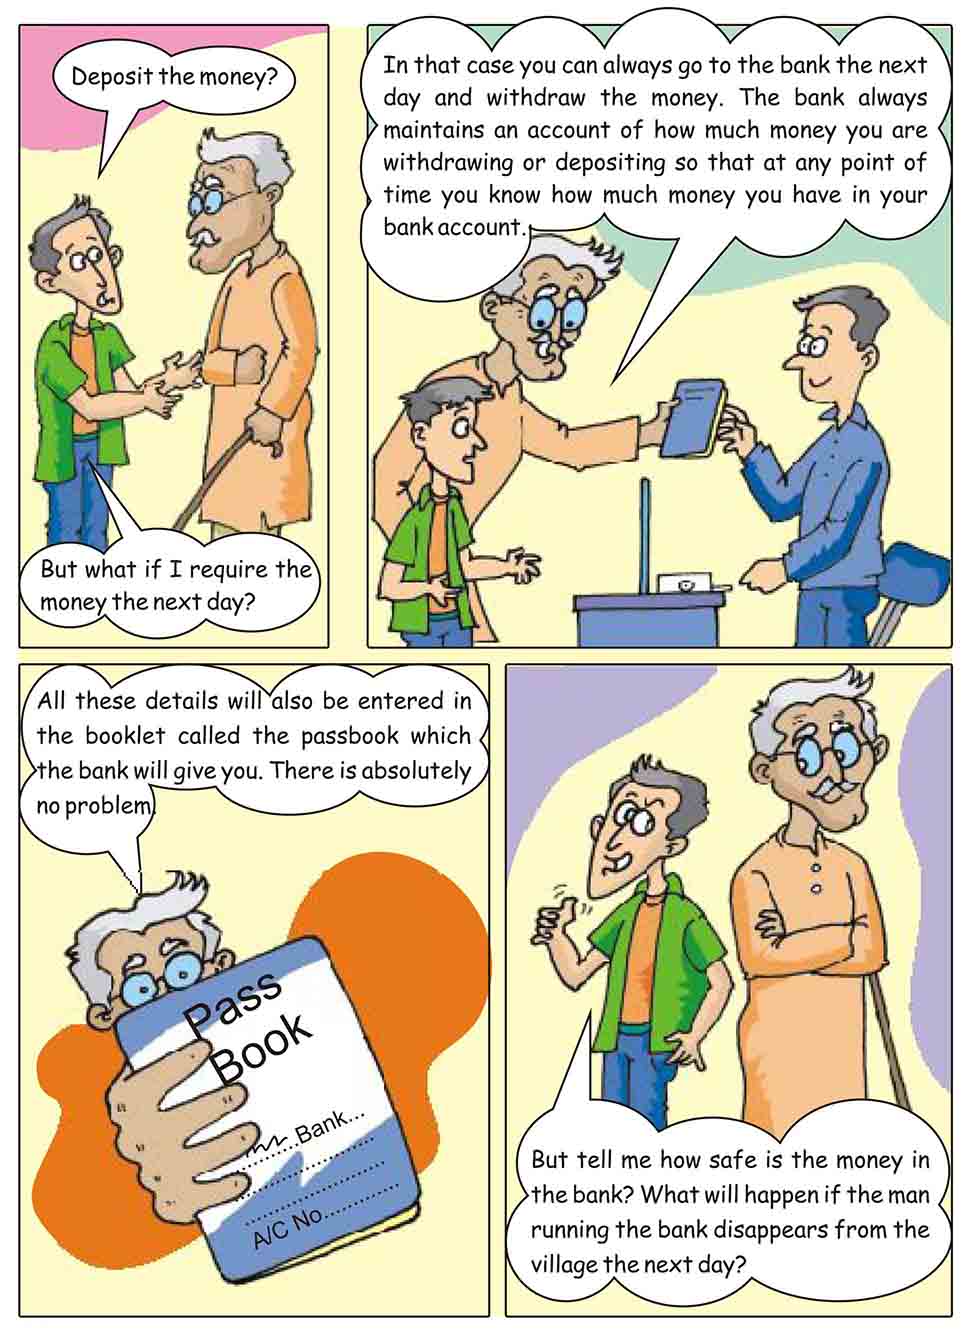 Deposit the money?
But what if I require the
money the next day?
In that case you can always go to the bank the next
day and withdraw the money. The bank always
maintains an account of how much money you are
withdrawing or depositing so that at any point of
time you know how much money you have in your
bank account.
All these details will also be entered in
the booklet called the passbook which
the bank will give you. There is absolutely
no problem.
Pass
Book
Bank...
A/C No...........
But tell me how safe is the money in
the bank? What will happen if the man
running the bank disappears from the
village the next day?